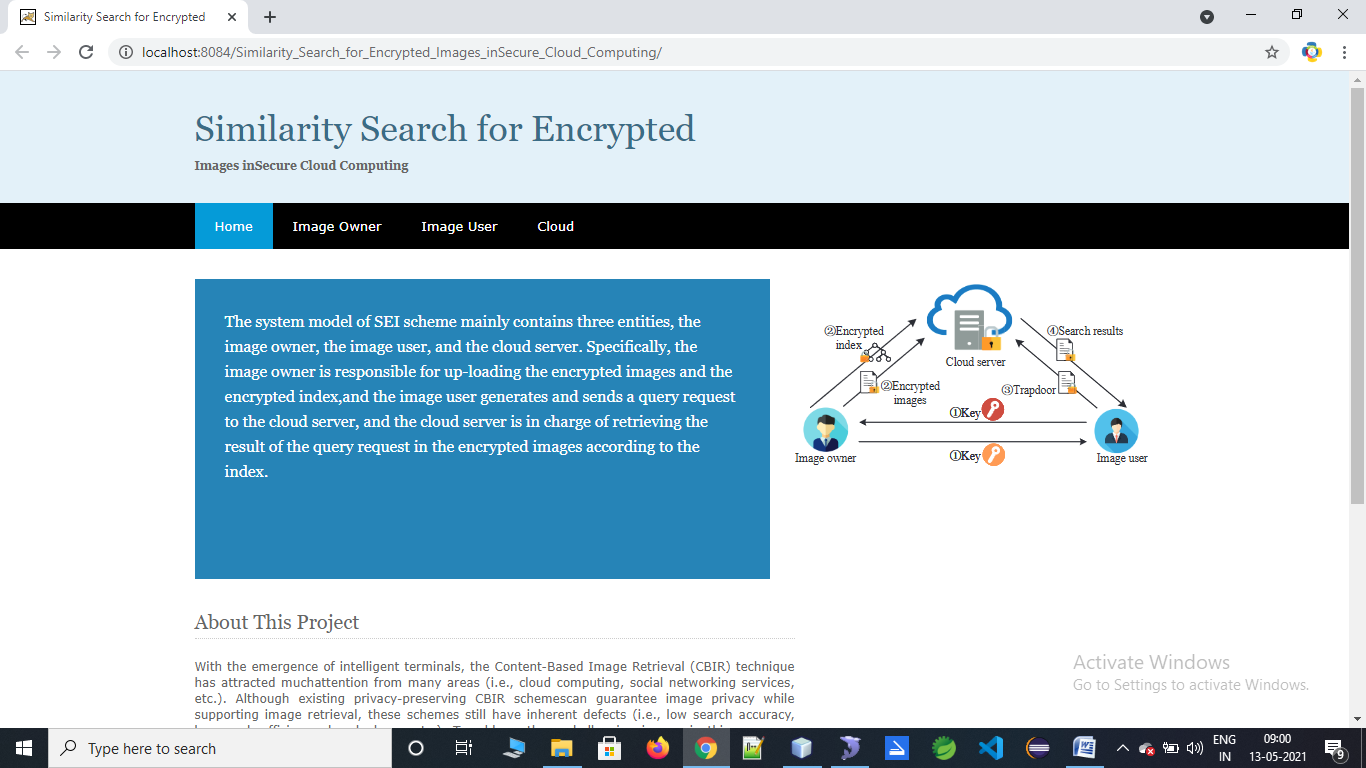 Similarity Search for Encrypted
localhost:8084/Similarity_Search_for_Encrypted_Images_inSecure_Cloud_Computing/
Similarity Search for Encrypted
Images inSecure Cloud Computing
Home Image Owner Image User Cloud
The system model of SEI scheme mainly contains three entities, the
image owner, the image user, and the cloud server. Specifically, the
image owner is responsible for up-loading the encrypted images and the
encrypted index,and the image user generates and sends a query request
to the cloud server, and the cloud server is in charge of retrieving the
result of the query request in the encrypted images according to the
index.
②Encrypted
index
②Encrypted
images
Cloud server
④Search results
③Trapdoor
①Key
①Key
Image owner
Image user
About This Project
With the emergence of intelligent terminals, the Content-Based Image Retrieval (CBIR) technique
has attracted muchattention from many areas (i.e., cloud computing, social networking services,
etc.). Although existing privacy-preserving CBIR schemescan guarantee image privacy while
supporting image retrieval, these schemes still have inherent defects (i.e., low search accuracy,
Activate Windows
Go to Settings to activate Windows.
Type here to search
ENG
IN
09:00
13-05-2021
9